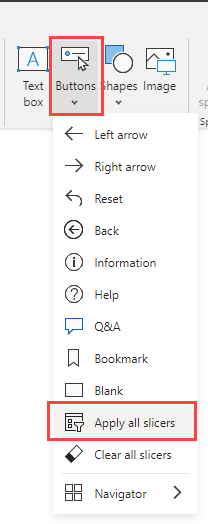 Text
box
Buttons
Shapes
Image
Left arrow
Right arrow
Reset
Back
Information
Help
Q&A
Bookmark
Blank
Apply all slicers
Clear all slicers
Navigator